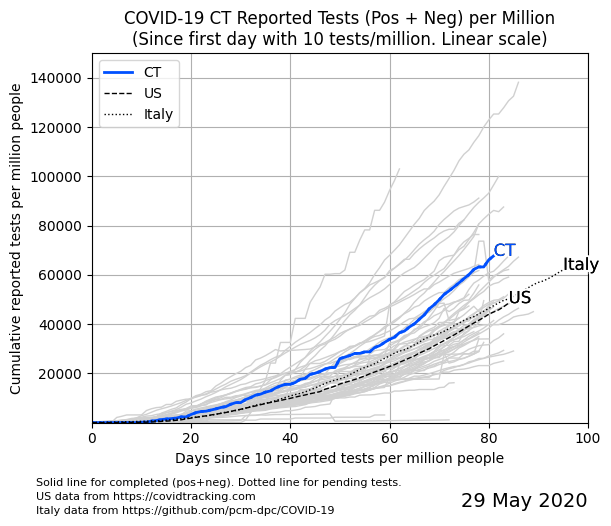 COVID-19 CT Reported Tests (Pos + Neg) per Million
(Since first day with 10 tests/million. Linear scale)
Cumulative reported tests per million people
140000
120000
100000
80000
60000
40000
20000
CT
US
Italy
CT
Italy
US
0
20
40
60
80
100
Days since 10 reported tests per million people
Solid line for completed (pos+neg). Dotted line for pending tests.
US data from https://covidtracking.com
Italy data from https://github.com/pcm-dpc/COVID-19
29 May 2020